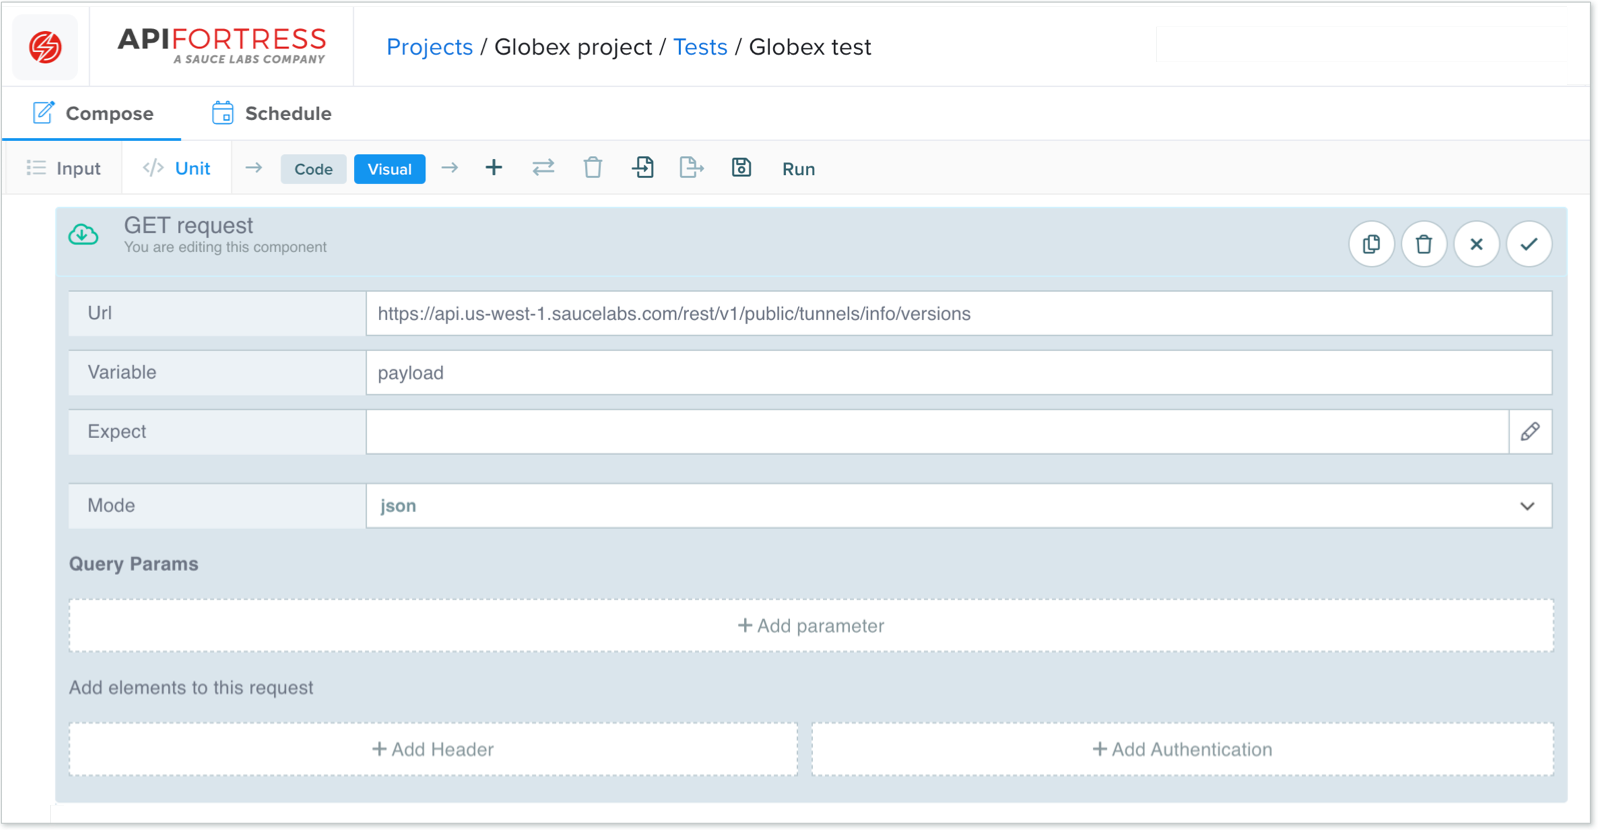 APIFORTRESS
A SAUCE LABS COMPANY
Projects / Globex project / Tests / Globex test
Compose
Schedule
Input
Unit
Code
Visual
Run
GET request
You are editing this component
Url
https://api.us-west-1.saucelabs.com/rest/v1/public/tunnels/info/versions
Variable
payload
Expect
Mode
json
Query Params
+ Add parameter
Add elements to this request
+ Add Header
+ Add Authentication